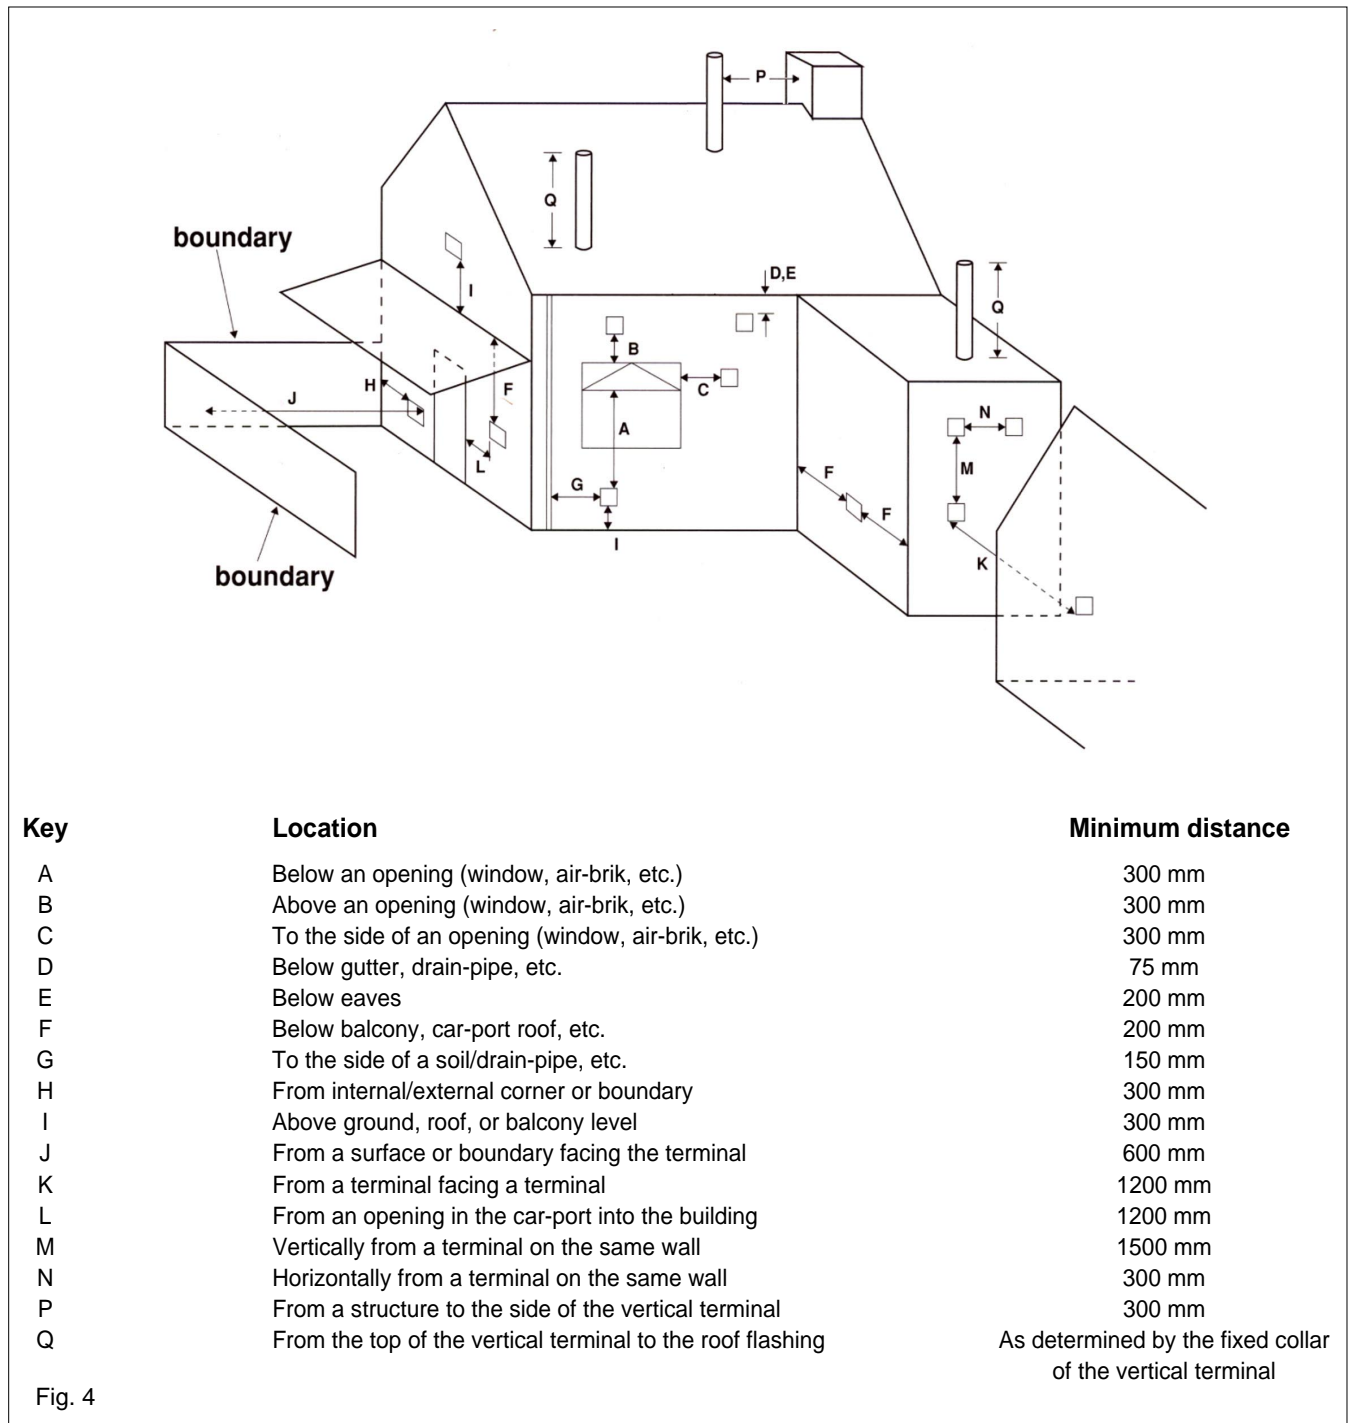 P
Q
boundary
D,E
I
Q
B
H
F
C
J
N
A
L
M
G
F
F
I
K
boundary
Key Location Minimum distance
A Below an opening (window, air-brik, etc.) 300 mm
B Above an opening (window, air-brik, etc.) 300 mm
C To the side of an opening (window, air-brik, etc.) 300 mm
D Below gutter, drain-pipe, etc. 75 mm
E Below eaves 200 mm
F Below balcony, car-port roof, etc. 200 mm
G To the side of a soil/drain-pipe, etc. 150 mm
H From internal/external corner or boundary 300 mm
I Above ground, roof, or balcony level 300 mm
J From a surface or boundary facing the terminal 600 mm
K From a terminal facing a terminal 1200 mm
L From an opening in the car-port into the building 1200 mm
M Vertically from a terminal on the same wall 1500 mm
N Horizontally from a terminal on the same wall 300 mm
P From a structure to the side of the vertical terminal 300 mm
Q From the top of the vertical terminal to the roof flashing As determined by the fixed collar
of the vertical terminal
Fig. 4